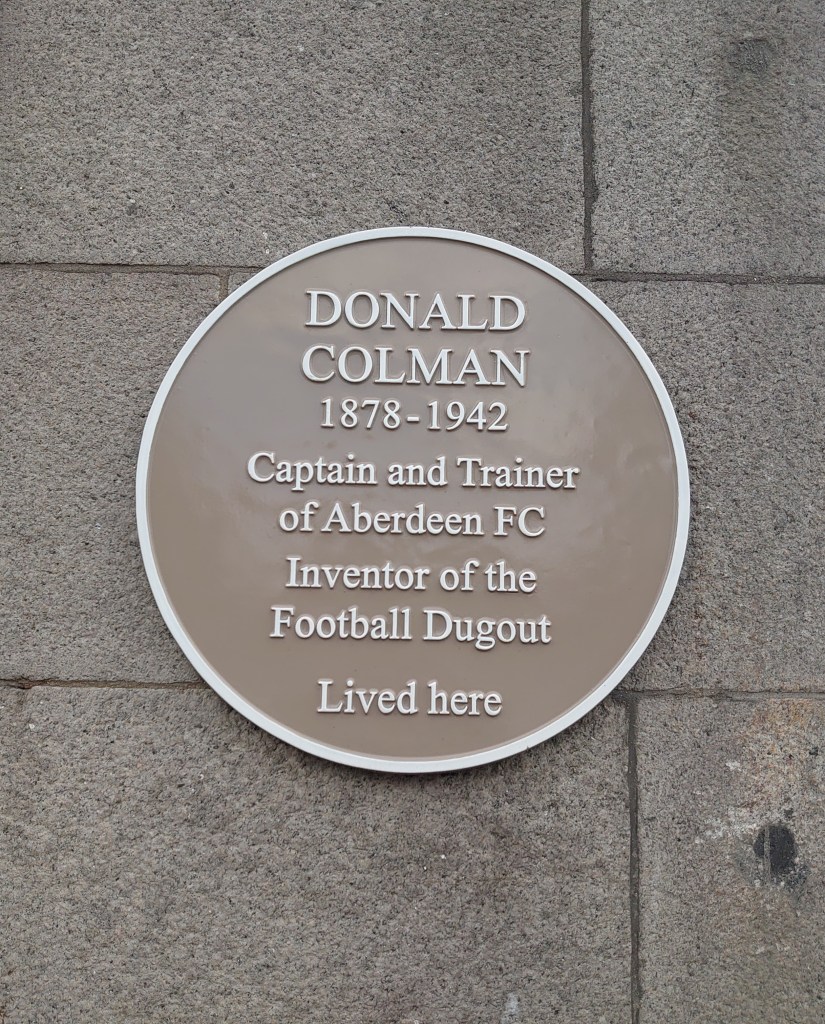 DONALD
COLMAN
1878-1942
Captain and Trainer
of Aberdeen FC
Inventor of the
Football Dugout
Lived here